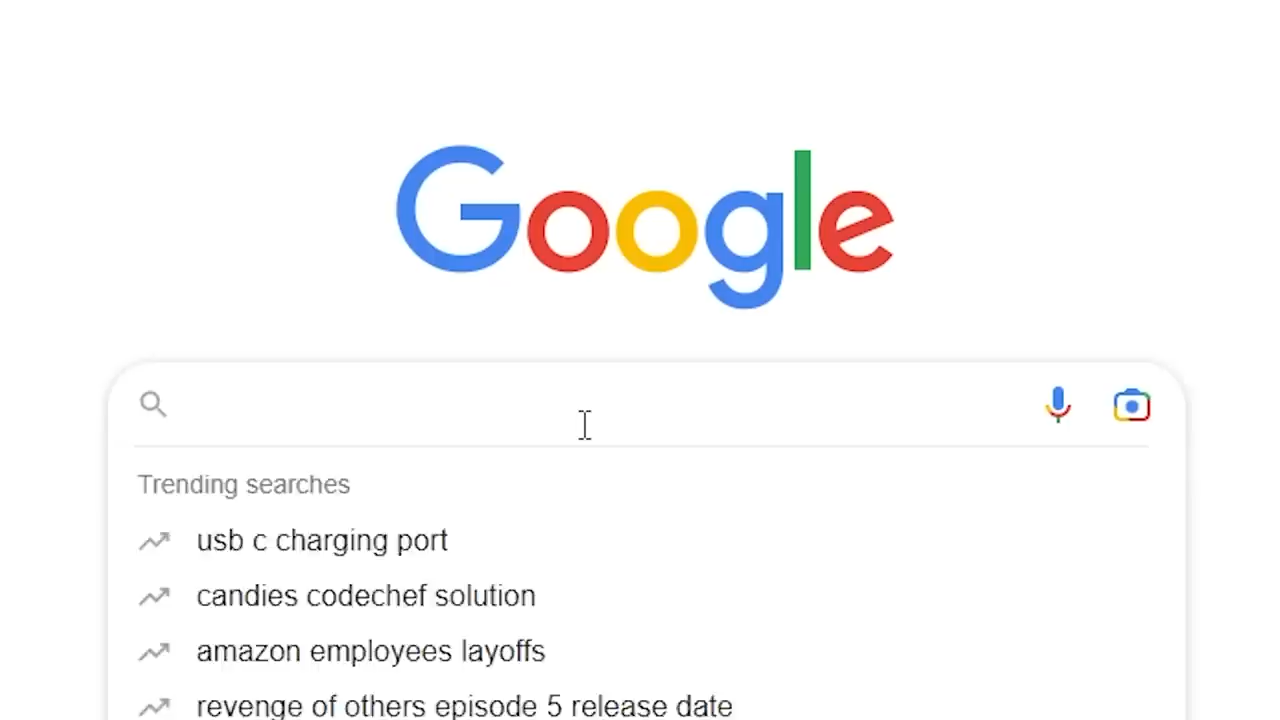 Google
Trending searches
usb c charging port
candies codechef solution
amazon employees layoffs
revenge of others episode 5 release date